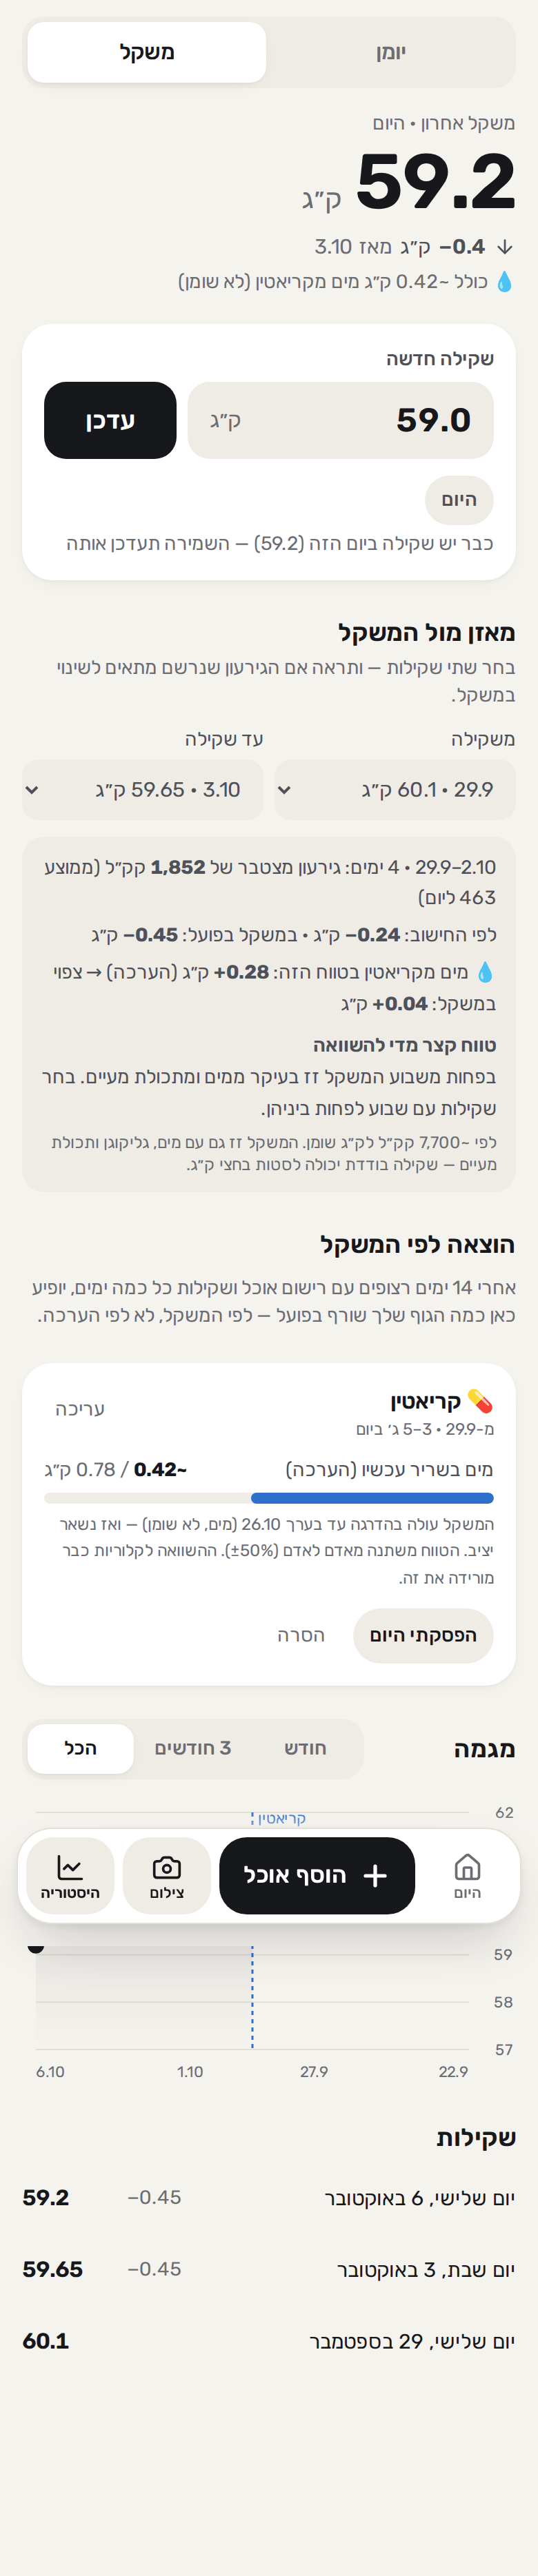 יומן
משקל
משקל אחרון • היום
59.2 ק״ג
↓ −0.4 ק״ג מאז 3.10
💧 כולל ~0.42 ק״ג מים מקריאטין (לא שומן)
שקילה חדשה
59.0 ק״ג
עדכן
היום
כבר יש שקילה ביום הזה (59.2) — השמירה תעדכן אותה
מאזן מול המשקל
בחר שתי שקילות — ותראה אם הגירעון שנרשם מתאים לשינוי
במשקל.
משקילה
עד שקילה
29.9 • 60.1 ק״ג
3.10 • 59.65 ק״ג
29.9–2.10 • 4 ימים: גירעון מצטבר של 1,852 קק״ל (ממוצע
463 ליום)
לפי החישוב: −0.24 ק״ג • במשקל בפועל: −0.45 ק״ג
💧 מים מקריאטין בטווח הזה: +0.28 ק״ג (הערכה) → צפוי
במשקל: +0.04 ק״ג
טווח קצר מדי להשוואה
בפחות משבוע המשקל זז בעיקר ממים ומתכולת מעיים. בחר
שקילות עם שבוע לפחות ביניהן.
לפי ~7,700 קק״ל לק״ג שומן. המשקל זז גם עם מים, גליקוגן ותכולת
מעיים — שקילה בודדת יכולה לסטות בחצי ק״ג.
הוצאה לפי המשקל
אחרי 14 ימים רצופים עם רישום אוכל ושקילות כל כמה ימים, יופיע
כאן כמה הגוף שלך שורף בפועל — לפי המשקל, לא לפי הערכה.
💊 קריאטין
עריכה
מ-29.9 • 3–5 ג׳ ביום
מים בשריר עכשיו (הערכה)
~0.42 / 0.78 ק״ג
המשקל עולה בהדרגה עד בערך 26.10 (מים, לא שומן) — ואז נשאר
יציב. הטווח משתנה מאדם לאדם (±50%). ההשוואה לקלוריות כבר
מורידה את זה.
הפסקתי היום
הסרה
מגמה
חודש
3 חודשים
הכל
62
קריאטין
היום
הוסף אוכל
צילום
היסטוריה
59
58
57
22.9
27.9
1.10
6.10
שקילות
יום שלישי, 6 באוקטובר −0.45 59.2
יום שבת, 3 באוקטובר −0.45 59.65
יום שלישי, 29 בספטמבר 60.1